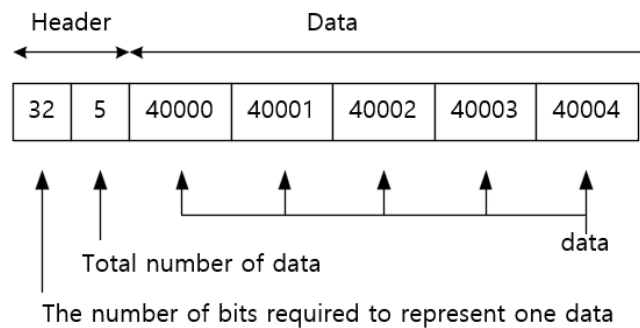 Header Data
32 5 40000 40001 40002 40003 40004
data
Total number of data
The number of bits required to represent one data